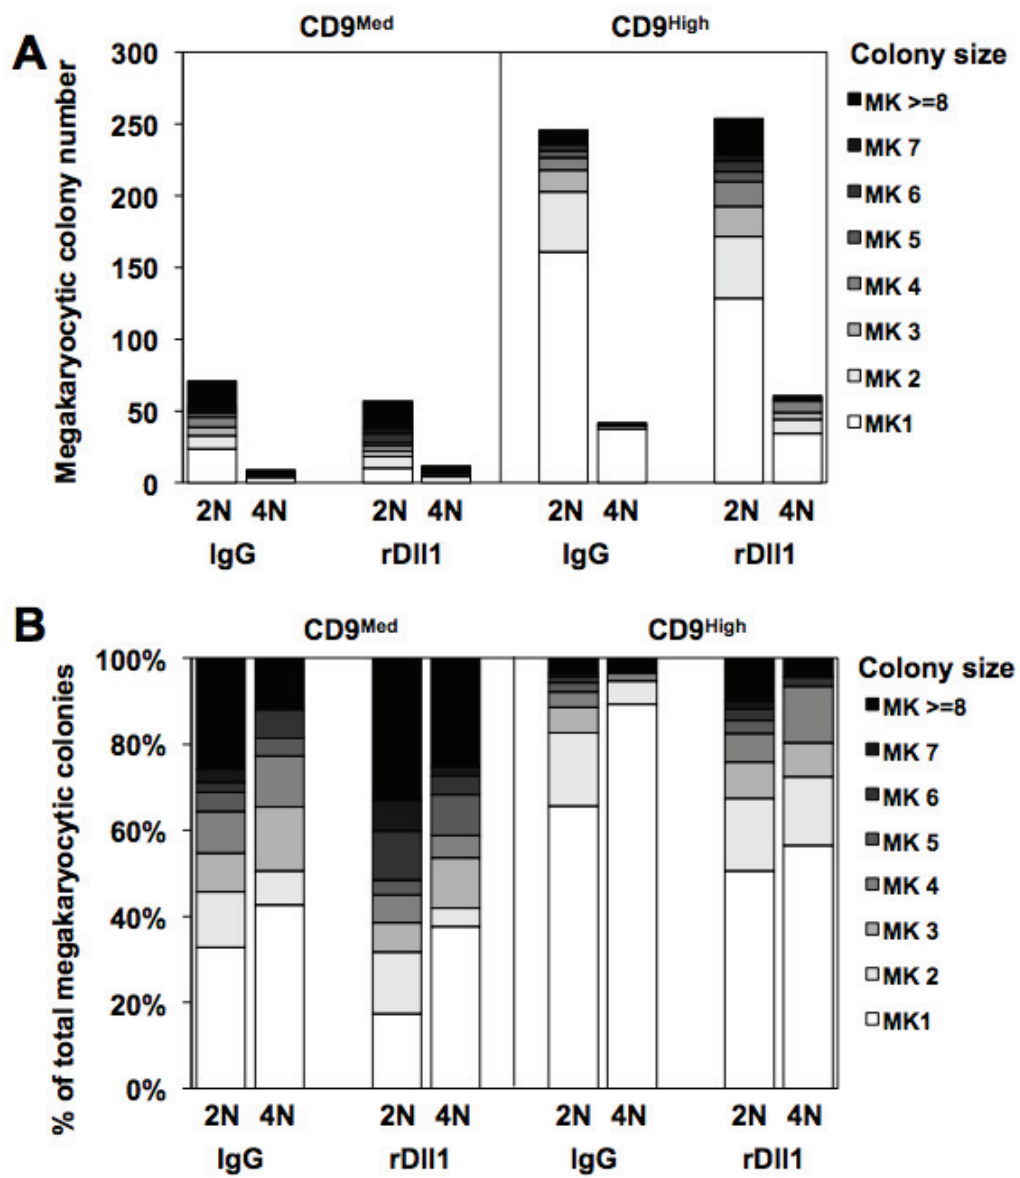 A
CD9Med CD9High
Megakaryocytic colony number
300
250
200
150
100
50
0
2N 4N 2N 4N 2N 4N 2N 4N
IgG rDll1 IgG rDll1
Colony size
MK >=8
MK 7
MK 6
MK 5
MK 4
MK 3
MK 2
MK1
B
CD9Med CD9High
% of total megakaryocytic colonies
100%
80%
60%
40%
20%
0%
2N 4N 2N 4N 2N 4N 2N 4N
IgG rDll1 IgG rDll1
Colony size
MK >=8
MK 7
MK 6
MK 5
MK 4
MK 3
MK 2
MK1